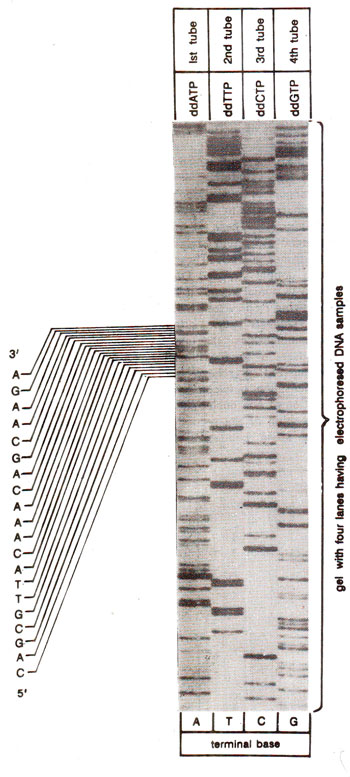 1st tube
2nd tube
3rd tube
4th tube
ddATP
ddTTP
ddCTP
ddGTP
gel with four lanes having electrophoresed DNA samples
3'
A
G
A
A
C
G
A
C
A
A
A
C
A
T
T
G
C
G
A
C
5'
A T C G
terminal base